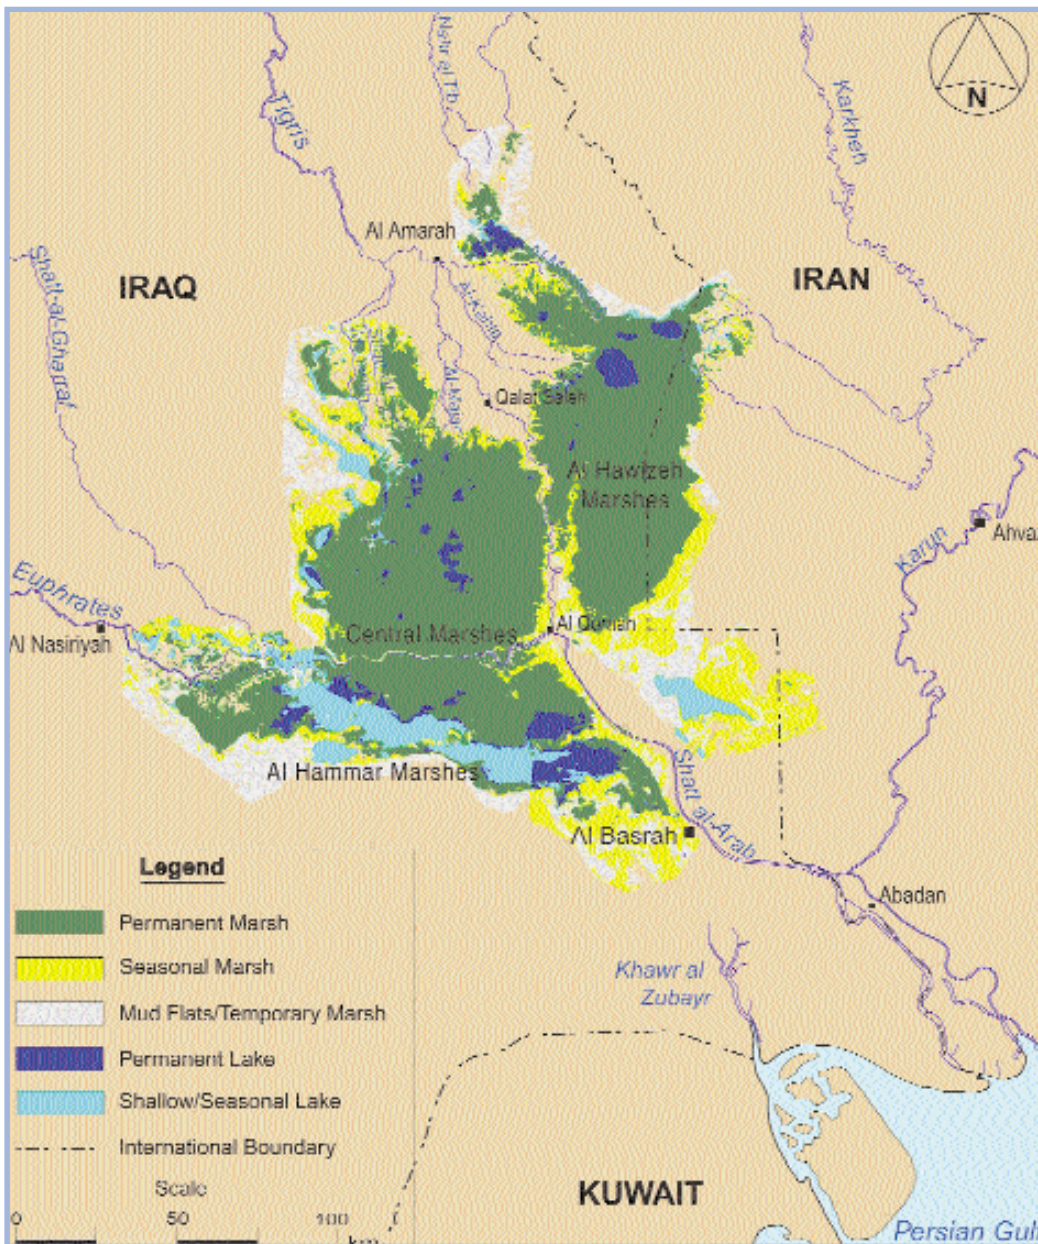 Tigris
Nahr al Tib
Karkheh
N
Al Amarah
IRAQ
IRAN
Shatt-al-Gharraf
Al-Kahla
Qalat Saleh
Al Hawizeh
Marshes
Karun
Ahvaz
Euphrates
Al Nasiriyah
Central Marshes
Al Qurnah
Al Hammar Marshes
Shatt al-Arab
Al Basrah
Abadan
Khawr al
Zubayr
Legend
Permanent Marsh
Seasonal Marsh
Mud Flats/Temporary Marsh
Permanent Lake
Shallow/Seasonal Lake
International Boundary
Scale
0 50 100
km
KUWAIT
Persian Gulf